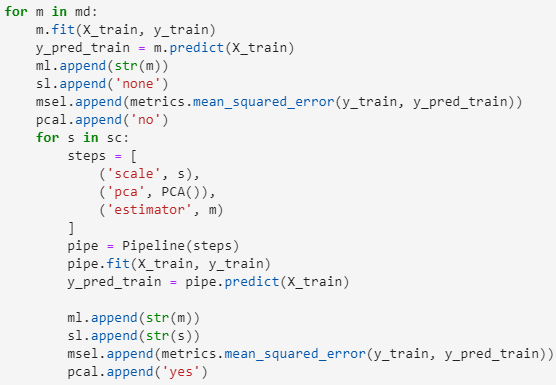 for m in md:
    m.fit(X_train, y_train)
    y_pred_train = m.predict(X_train)
    ml.append(str(m))
    sl.append('none')
    msel.append(metrics.mean_squared_error(y_train, y_pred_train))
    pcal.append('no')
    for s in sc:
        steps = [
            ('scale', s),
            ('pca', PCA()),
            ('estimator', m)
        ]
        pipe = Pipeline(steps)
        pipe.fit(X_train, y_train)
        y_pred_train = pipe.predict(X_train)

        ml.append(str(m))
        sl.append(str(s))
        msel.append(metrics.mean_squared_error(y_train, y_pred_train))
        pcal.append('yes')